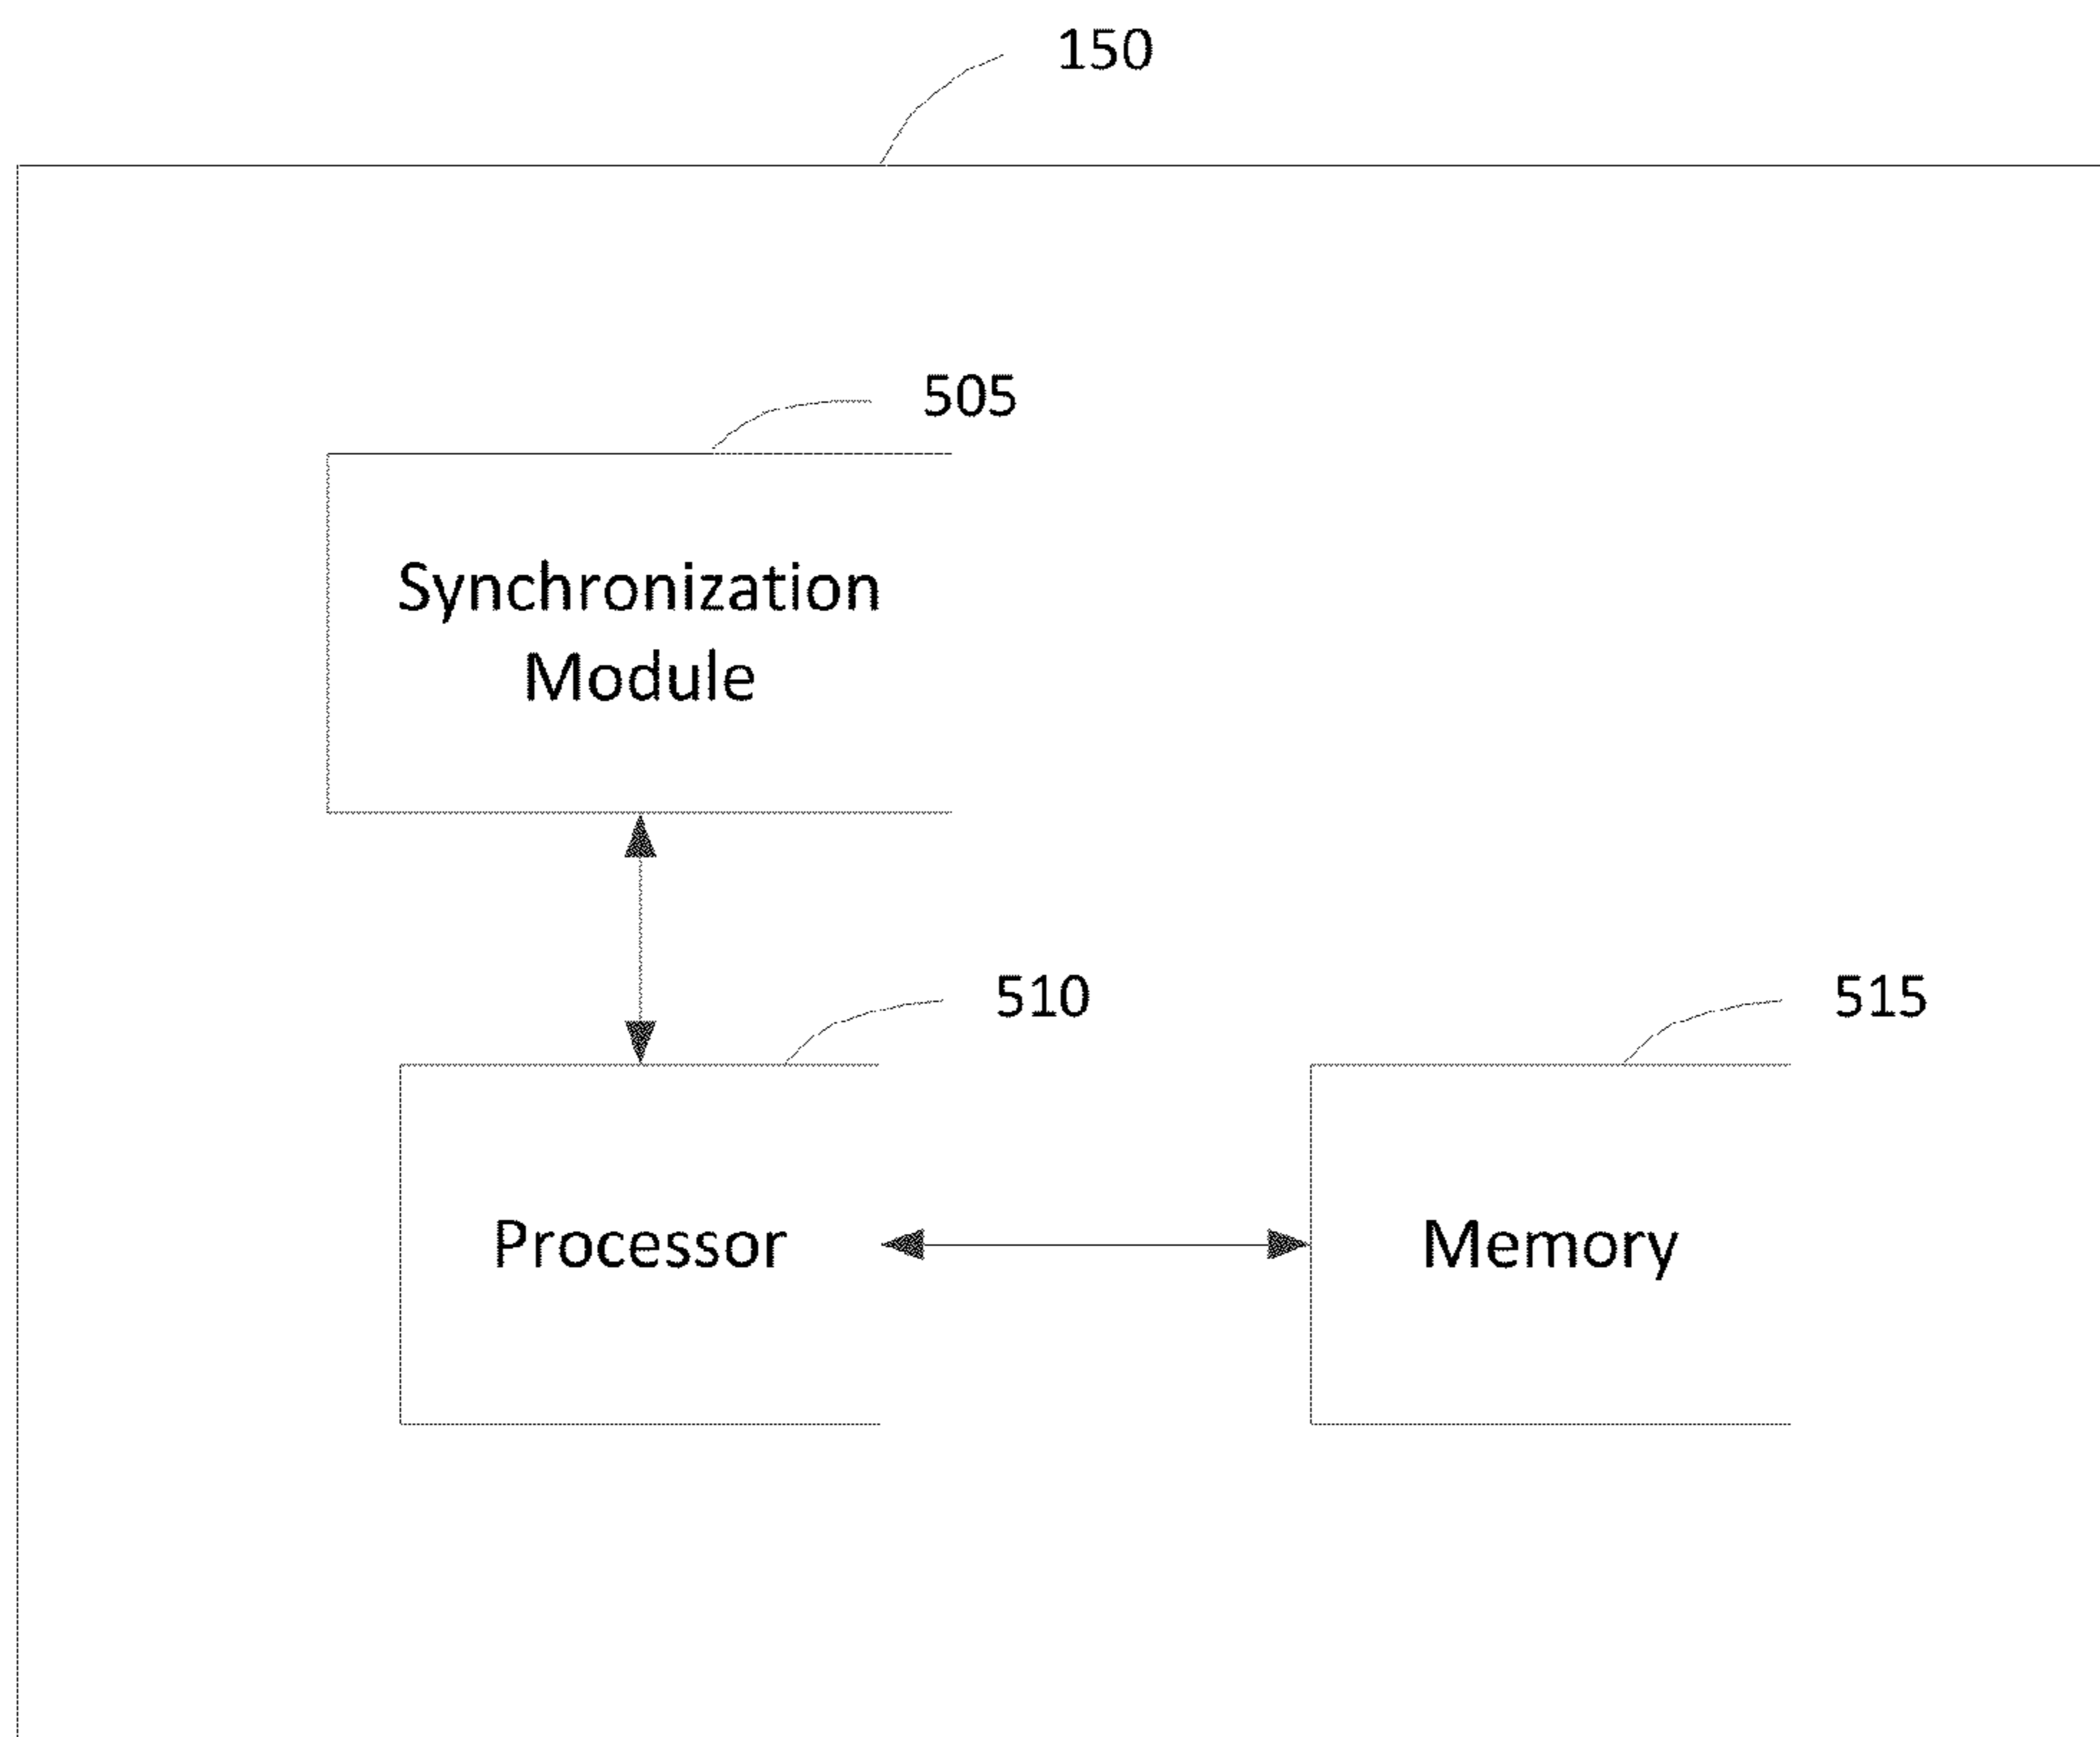 150
505
Synchronization
Module
510
515
Processor
Memory